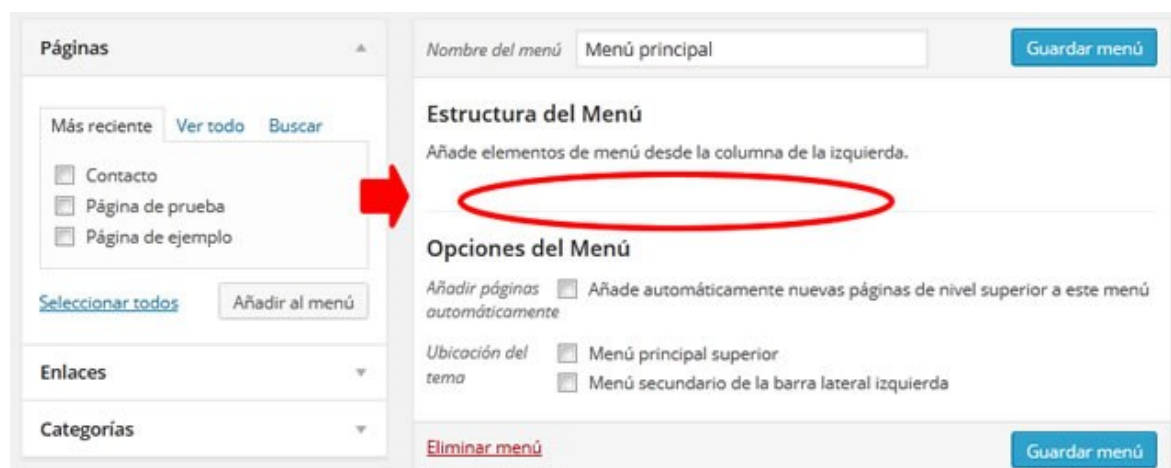 Páginas
Más reciente Ver todo Buscar
Contacto
Página de prueba
Página de ejemplo
Seleccionar todos Añadir al menú
Enlaces
Categorías
Nombre del menú Menú principal Guardar menú
Estructura del Menú
Añade elementos de menú desde la columna de la izquierda.
Opciones del Menú
Añadir páginas automáticamente Añade automáticamente nuevas páginas de nivel superior a este menú
Ubicación del tema Menú principal superior
Menú secundario de la barra lateral izquierda
Eliminar menú Guardar menú